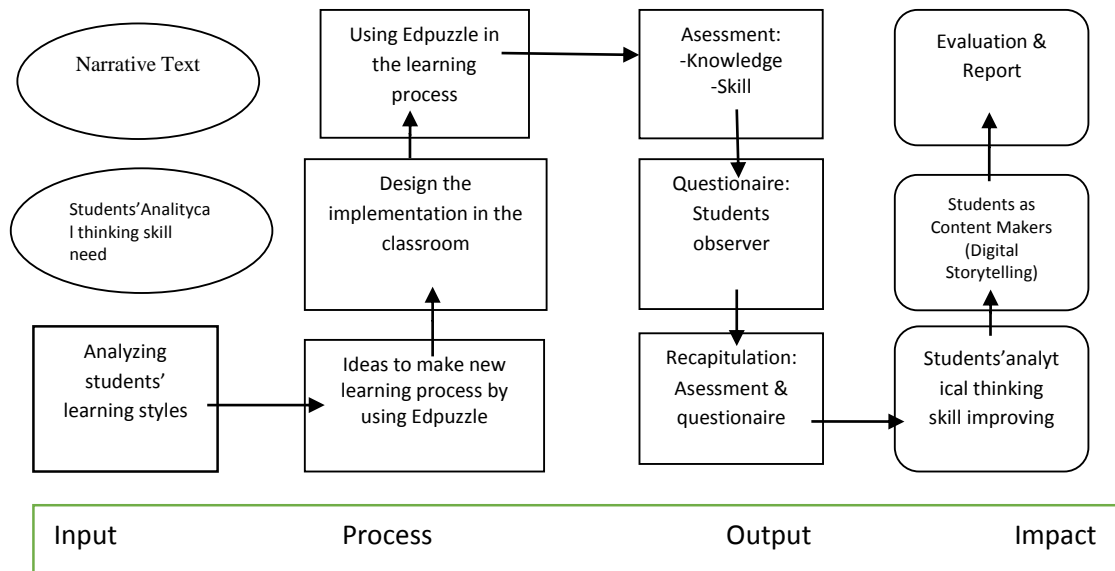 Narrative Text
Students'Analityca
l thinking skill
need
Analyzing
students'
learning styles
Using Edpuzzle in
the learning
process
Design the
implementation in the
classroom
Ideas to make new
learning process by
using Edpuzzle
Asessment:
-Knowledge
-Skill
Questionaire:
Students
observer
Recapitulation:
Asessment &
questionaire
Evaluation &
Report
Students as
Content Makers
(Digital
Storytelling)
Students'analyt
ical thinking
skill improving
Input
Process
Output
Impact